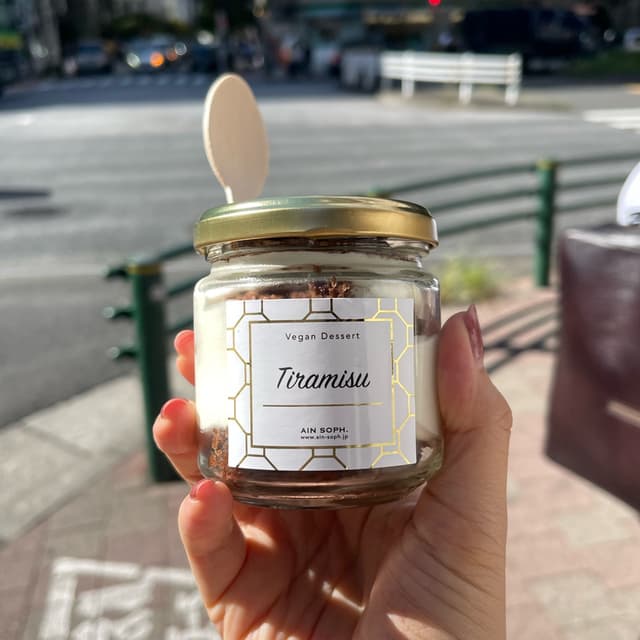 Vegan Dessert
Tiramisu
AIN SOPH.
www.ain-soph.jp